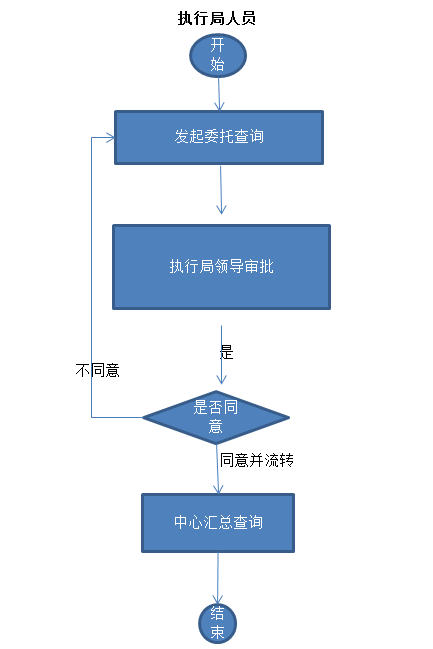 执行局人员
开
始
发起委托查询
执行局领导审批
是
不同意
是否同
意
同意并流转
中心汇总查询
结
束